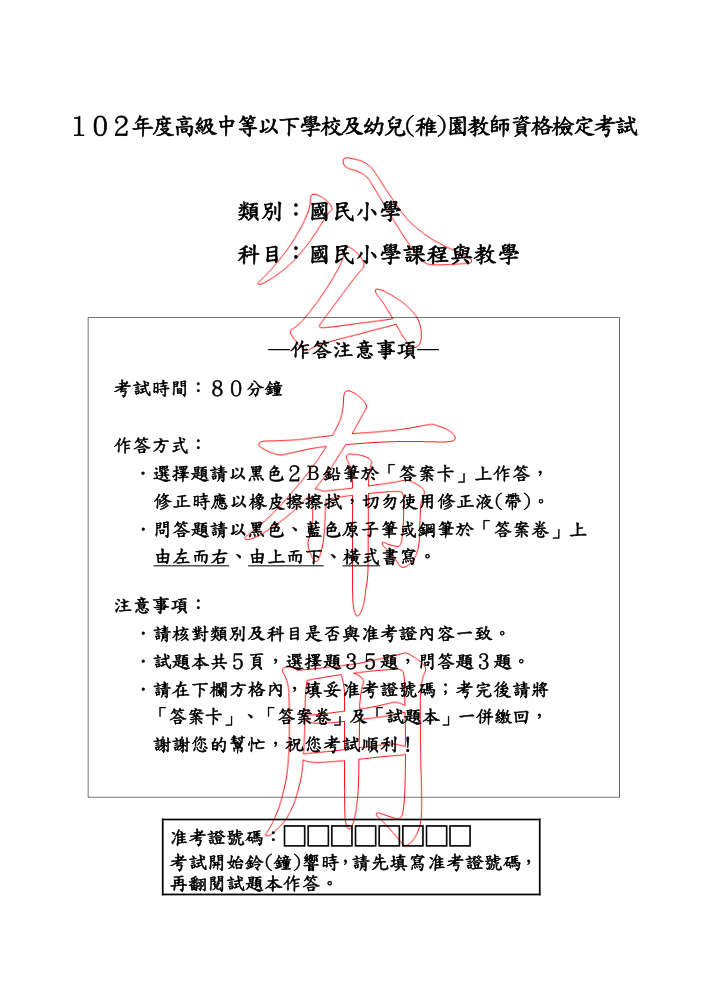 102年度高級中等以下學校及幼兒(稚)園教師資格檢定考試
類別：國民小學
科目：國民小學課程與教學
—作答注意事項—
考試時間：80分鐘
作答方式：
．選擇題請以黑色2B鉛筆於「答案卡」上作答，
修正時應以橡皮擦擦拭，切勿使用修正液(帶)。
．問答題請以黑色、藍色原子筆或鋼筆於「答案卷」上
由左而右、由上而下、橫式書寫。
注意事項：
．請核對類別及科目是否與准考證內容一致。
．試題本共5頁，選擇題35題，問答題3題。
．請在下欄方格內，填妥准考證號碼；考完後請將
「答案卡」、「答案卷」及「試題本」一併繳回，
謝謝您的幫忙，祝您考試順利！
准考證號碼：□□□□□□□□
考試開始鈴(鐘)響時，請先填寫准考證號碼，
再翻閱試題本作答。
公布用